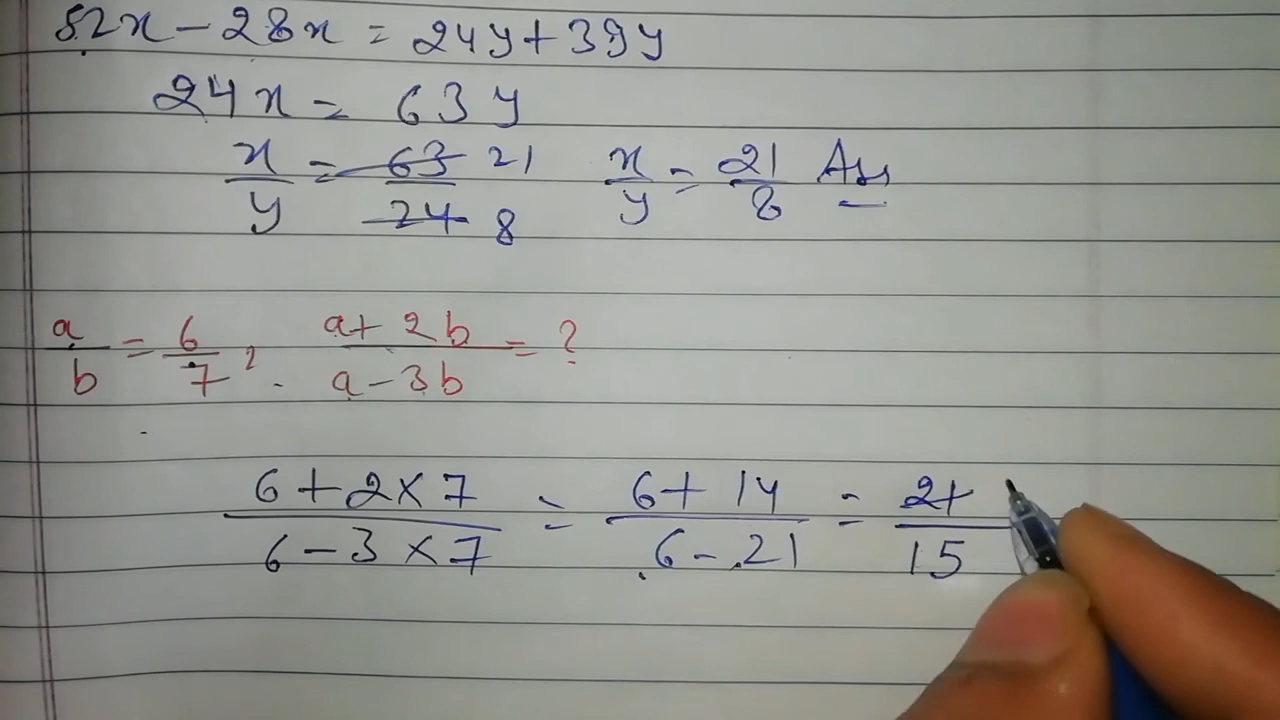 52x - 28x = 24y + 39y
24x = 63y
x/y = 63/24 21/8 x/y = 21/8 Ans
a/b = 6/7, a + 2b/a - 3b = ?
6 + 2 × 7/6 - 3 × 7 = 6 + 14/6 - 21 = 2/15